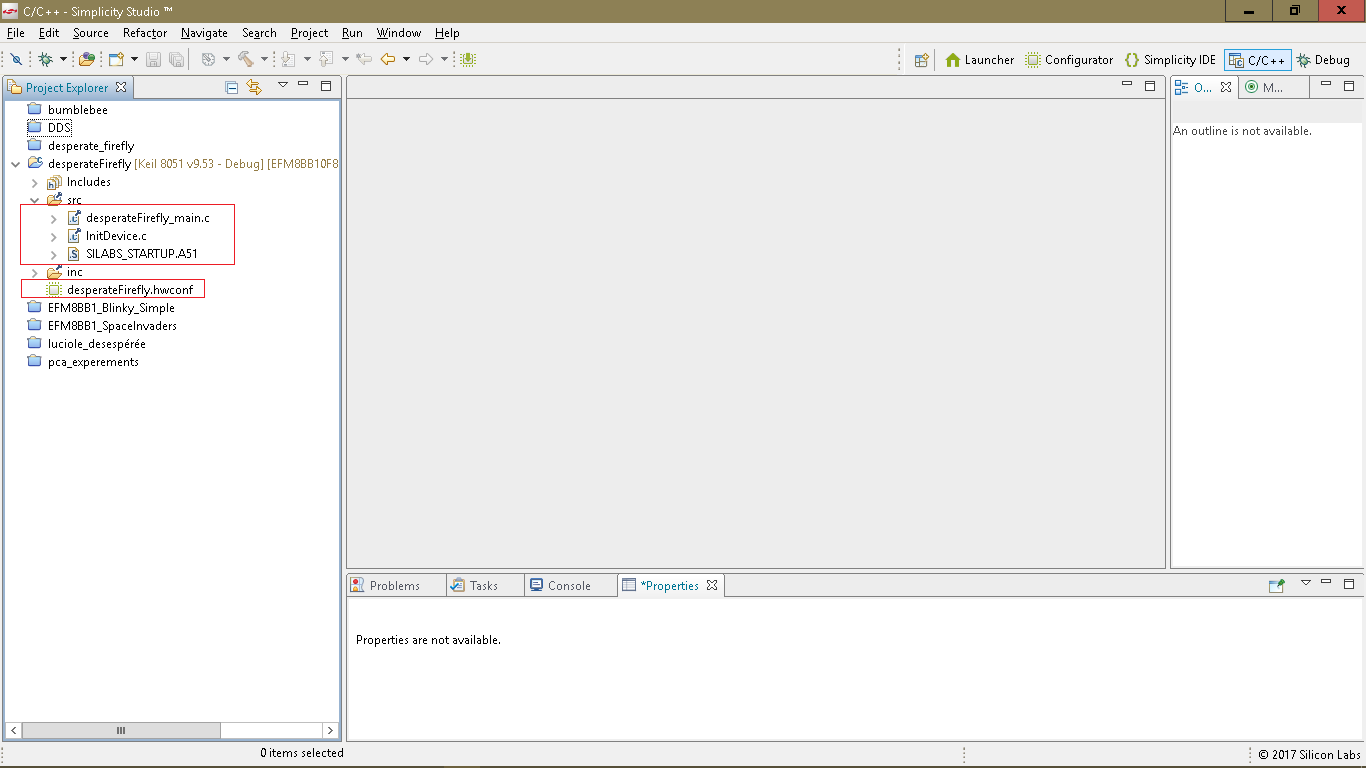 C/C++ - Simplicity Studio ™
File Edit Source Refactor Navigate Search Project Run Window Help
Launcher Configurator Simplicity IDE C/C++ Debug
Project Explorer
O... M...
bumblebee
DDS
desperate_firefly
desperateFirefly [Keil 8051 v9.53 - Debug] [EFM8BB10F8
Includes
src
desperateFirefly_main.c
InitDevice.c
SILABS_STARTUP.A51
inc
desperateFirefly.hwconf
EFM8BB1_Blinky_Simple
EFM8BB1_SpaceInvaders
luciole_desespérée
pca_experements
An outline is not available.
Problems Tasks Console *Properties
Properties are not available.
0 items selected
© 2017 Silicon Labs